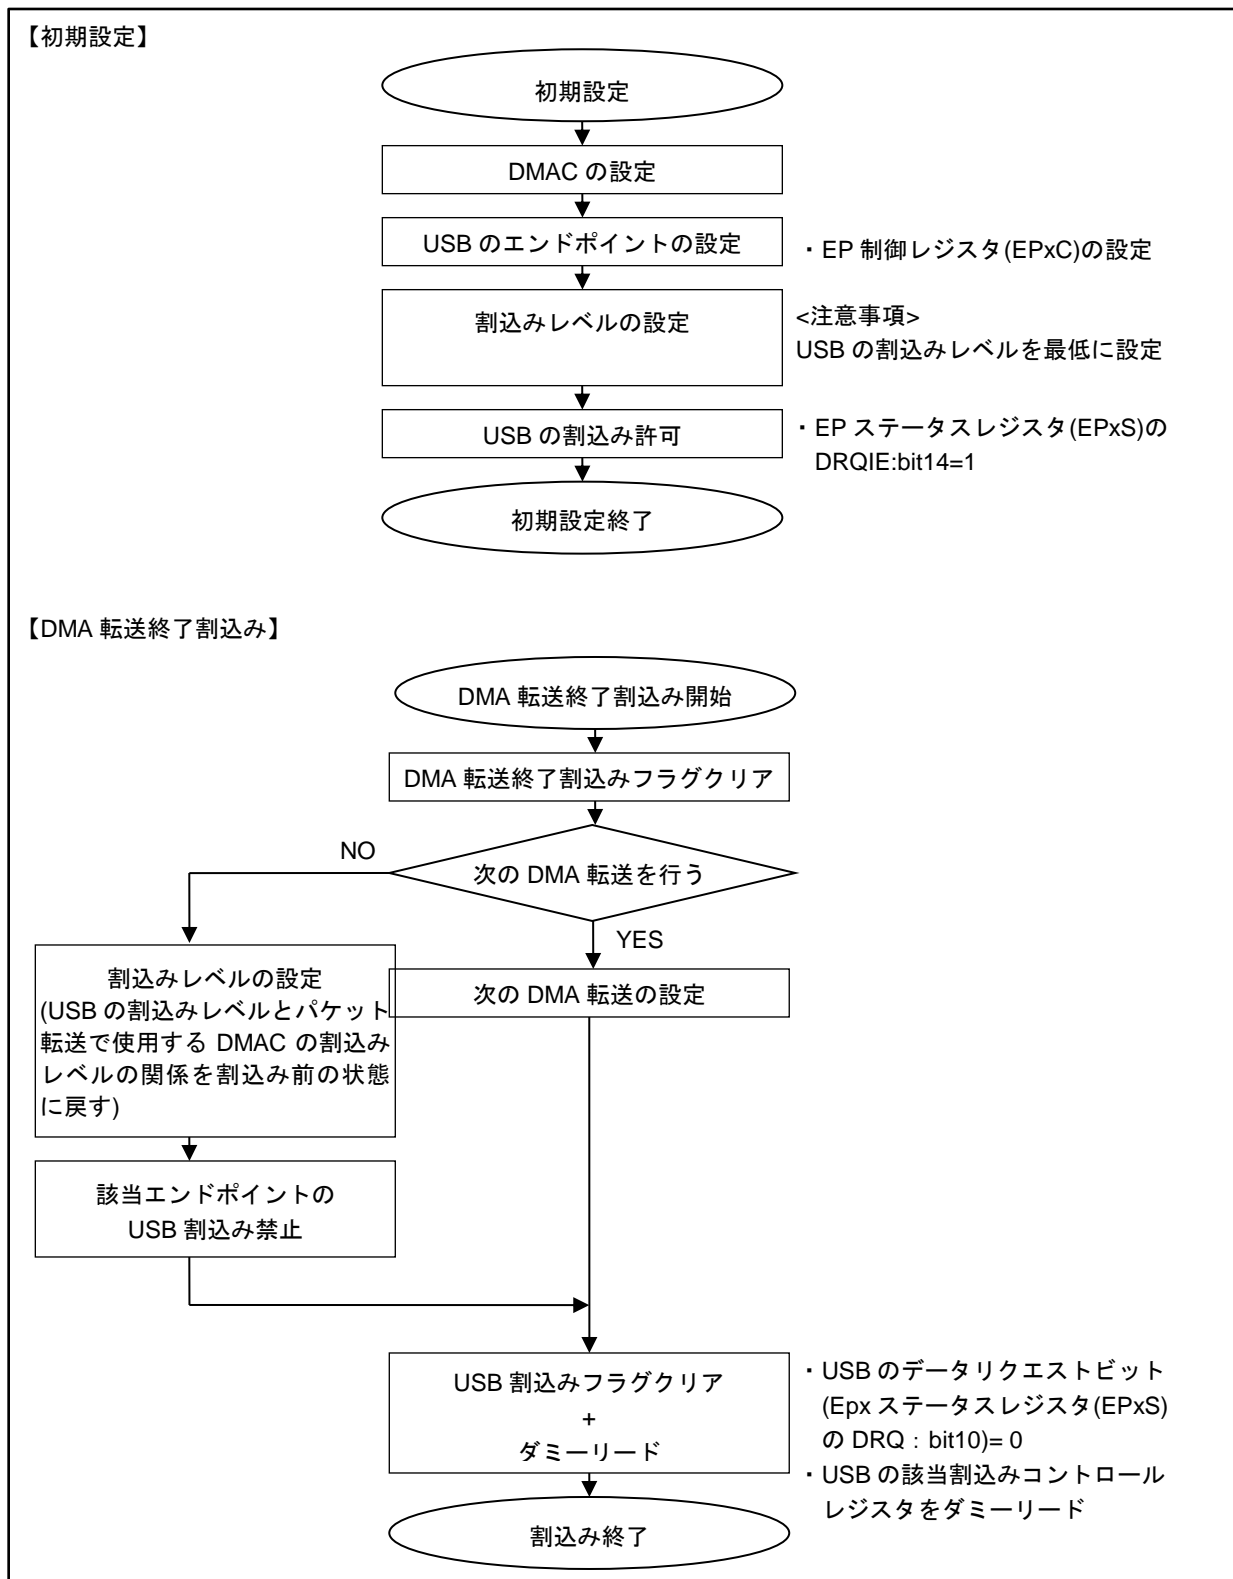 【初期設定】
初期設定
DMAC の設定
USB のエンドポイントの設定
・EP 制御レジスタ(EPxC)の設定
割込みレベルの設定
<注意事項>
USB の割込みレベルを最低に設定
USB の割込み許可
・EP ステータスレジスタ(EPxS)の
DRQIE:bit14=1
初期設定終了
【DMA 転送終了割込み】
DMA 転送終了割込み開始
DMA 転送終了割込みフラグクリア
次の DMA 転送を行う
NO
YES
割込みレベルの設定
(USB の割込みレベルとパケット
転送で使用する DMAC の割込み
レベルの関係を割込み前の状態
に戻す)
次の DMA 転送の設定
該当エンドポイントの
USB 割込み禁止
USB 割込みフラグクリア
+
ダミーリード
・USB のデータリクエストビット
(Epx ステータスレジスタ(EPxS)
の DRQ：bit10)= 0
・USB の該当割込みコントロール
レジスタをダミーリード
割込み終了